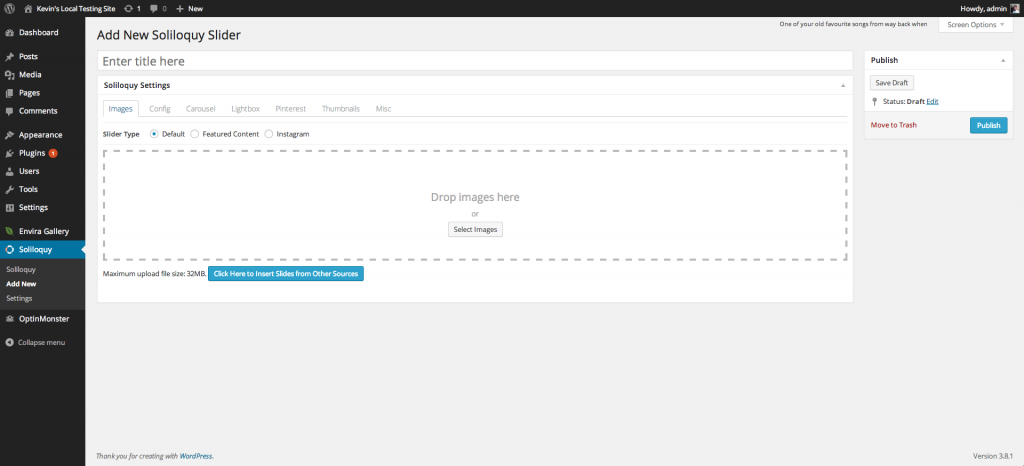 Kevin's Local Testing Site 1 0 New Howdy, admin
Dashboard
Posts
Media
Pages
Comments
Appearance
Plugins 1
Users
Tools
Settings
Envira Gallery
Soliloquy
Soliloquy
Add New
Settings
OptinMonster
Collapse menu
One of your old favourite songs from way back when
Screen Options
Add New Soliloquy Slider
Enter title here
Soliloquy Settings
Images Config Carousel Lightbox Pinterest Thumbnails Misc
Slider Type Default Featured Content Instagram
Drop images here
or
Select Images
Maximum upload file size: 32MB. Click Here to Insert Slides from Other Sources
Publish
Save Draft
Status: Draft Edit
Move to Trash Publish
Thank you for creating with WordPress. Version 3.8.1